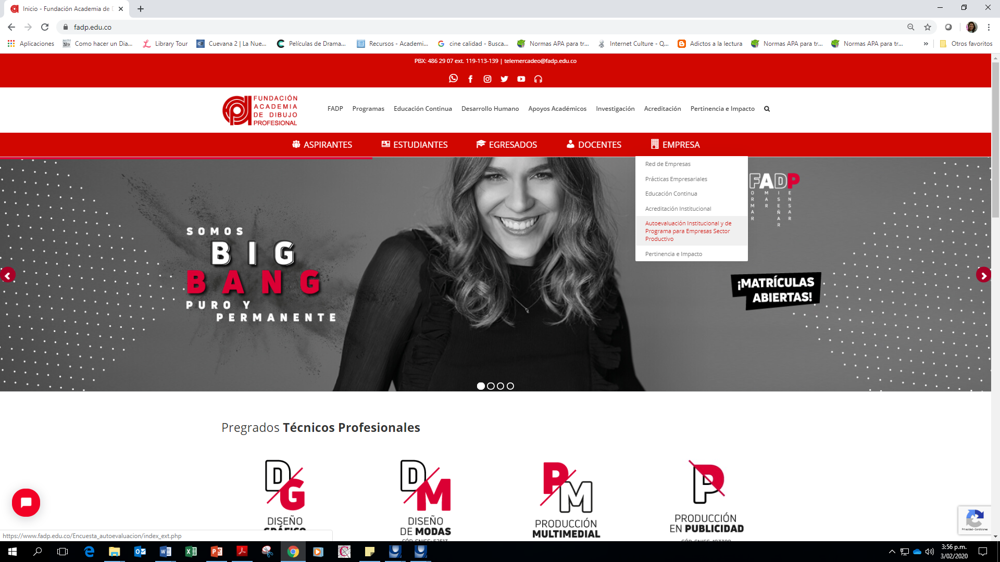 Inicio - Fundación Academia de D
fadp.edu.co
Aplicaciones
Como hacer un Dia...
Library Tour
Cuevana 2 | La Nue...
Películas de Drama...
Recursos - Academi...
cine calidad - Busca...
Normas APA para tr...
Internet Culture - Q...
Adictos a la lectura
Normas APA para tr...
Normas APA para tr...
»
Otros favoritos
PBX: 486 29 07 ext. 119-113-139 | telemercadeo@fadp.edu.co
FUNDACIÓN
ACADEMIA
DE DIBUJO
PROFESIONAL
FADP Programas Educación Continua Desarrollo Humano Apoyos Académicos Investigación Acreditación Pertinencia e Impacto
ASPIRANTES ESTUDIANTES EGRESADOS DOCENTES EMPRESA
Red de Empresas
Prácticas Empresariales
Educación Continua
Acreditación Institucional
Autoevaluación Institucional y de
Programa para Empresas Sector
Productivo
Pertinencia e Impacto
FADP
ORMAR
MAR
ISEÑAR
ENSAR
SOMOS
BIG
BANG
PURO Y
PERMANENTE
¡MATRÍCULAS
ABIERTAS!
Pregrados Técnicos Profesionales
DG
DISEÑO
GRÁFICO
DM
DISEÑO
DE MODAS
CÓD. SNIES: 52513
PM
PRODUCCIÓN
MULTIMEDIAL
P
PRODUCCIÓN
EN PUBLICIDAD
Privacidad - Condiciones
https://www.fadp.edu.co/Encuesta_autoevaluacion/index_ext.php
3:56 p.m.
3/02/2020